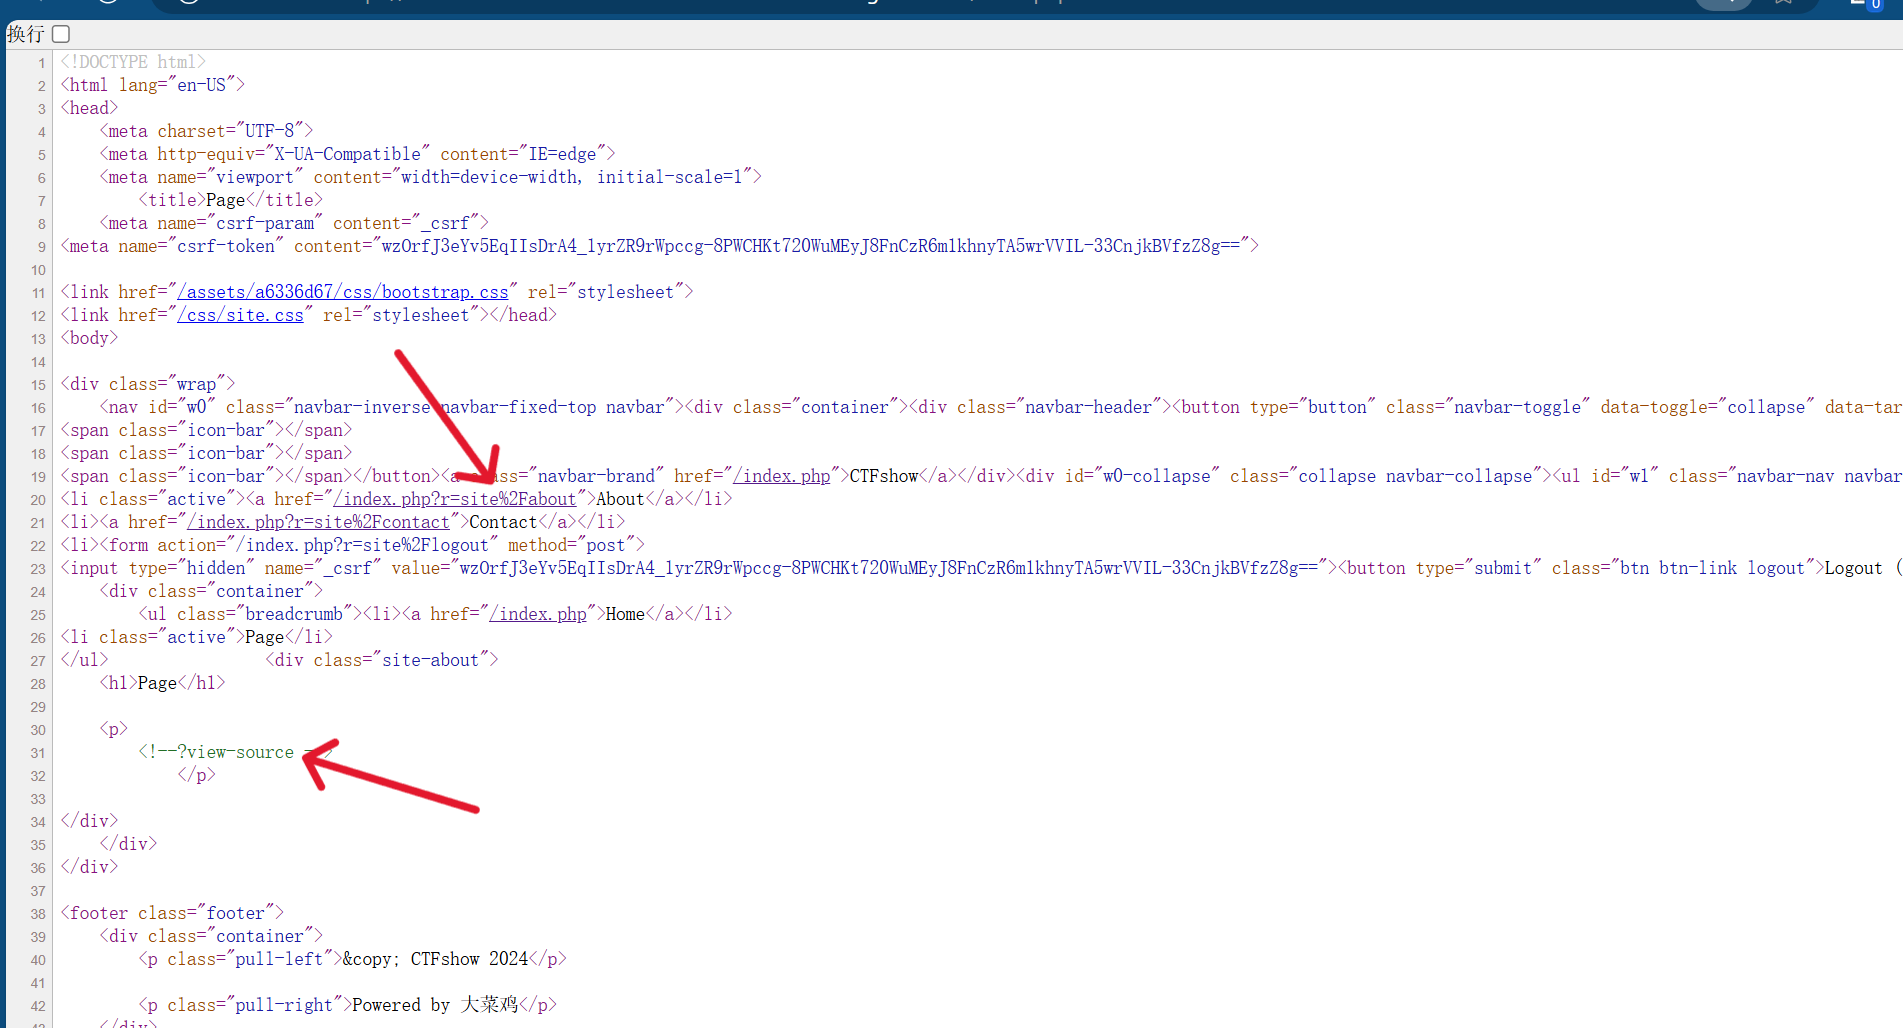 换行
1 <!DOCTYPE html>
2 <html lang="en-US">
3 <head>
4 <meta charset="UTF-8">
5 <meta http-equiv="X-UA-Compatible" content="IE=edge">
6 <meta name="viewport" content="width=device-width, initial-scale=1">
7 <title>Page</title>
8 <meta name="csrf-param" content="_csrf">
9 <meta name="csrf-token" content="wzOrfJ3eYv5EqIIsDrA4_1yrZR9rWpccg-8PWCHKt720WuMEyJ8FnCzR6m1khnyTA5wrVVIL-33CnjkBVfzZ8g==">
10
11 <link href="/assets/a6336d67/css/bootstrap.css" rel="stylesheet">
12 <link href="/css/site.css" rel="stylesheet"></head>
13 <body>
14
15 <div class="wrap">
16 <nav id="w0" class="navbar-inverse navbar-fixed-top navbar"><div class="container"><div class="navbar-header"><button type="button" class="navbar-toggle" data-toggle="collapse" data-tar
17 <span class="icon-bar"></span>
18 <span class="icon-bar"></span>
19 <span class="icon-bar"></span></button><a class="navbar-brand" href="/index.php">CTFshow</a></div><div id="w0-collapse" class="collapse navbar-collapse"><ul id="w1" class="navbar-nav navbar
20 <li class="active"><a href="/index.php?r=site%2Fabout">About</a></li>
21 <li><a href="/index.php?r=site%2Fcontact">Contact</a></li>
22 <li><form action="/index.php?r=site%2Flogout" method="post">
23 <input type="hidden" name="_csrf" value="wzOrfJ3eYv5EqIIsDrA4_1yrZR9rWpccg-8PWCHKt720WuMEyJ8FnCzR6m1khnyTA5wrVVIL-33CnjkBVfzZ8g=="><button type="submit" class="btn btn-link logout">Logout (
24 <div class="container">
25 <ul class="breadcrumb"><li><a href="/index.php">Home</a></li>
26 <li class="active">Page</li>
27 </ul> <div class="site-about">
28 <h1>Page</h1>
29
30 <p>
31 <!--?view-source -->
32 </p>
33
34 </div>
35 </div>
36 </div>
37
38 <footer class="footer">
39 <div class="container">
40 <p class="pull-left">&copy; CTFshow 2024</p>
41
42 <p class="pull-right">Powered by 大菜鸡</p>
</div>